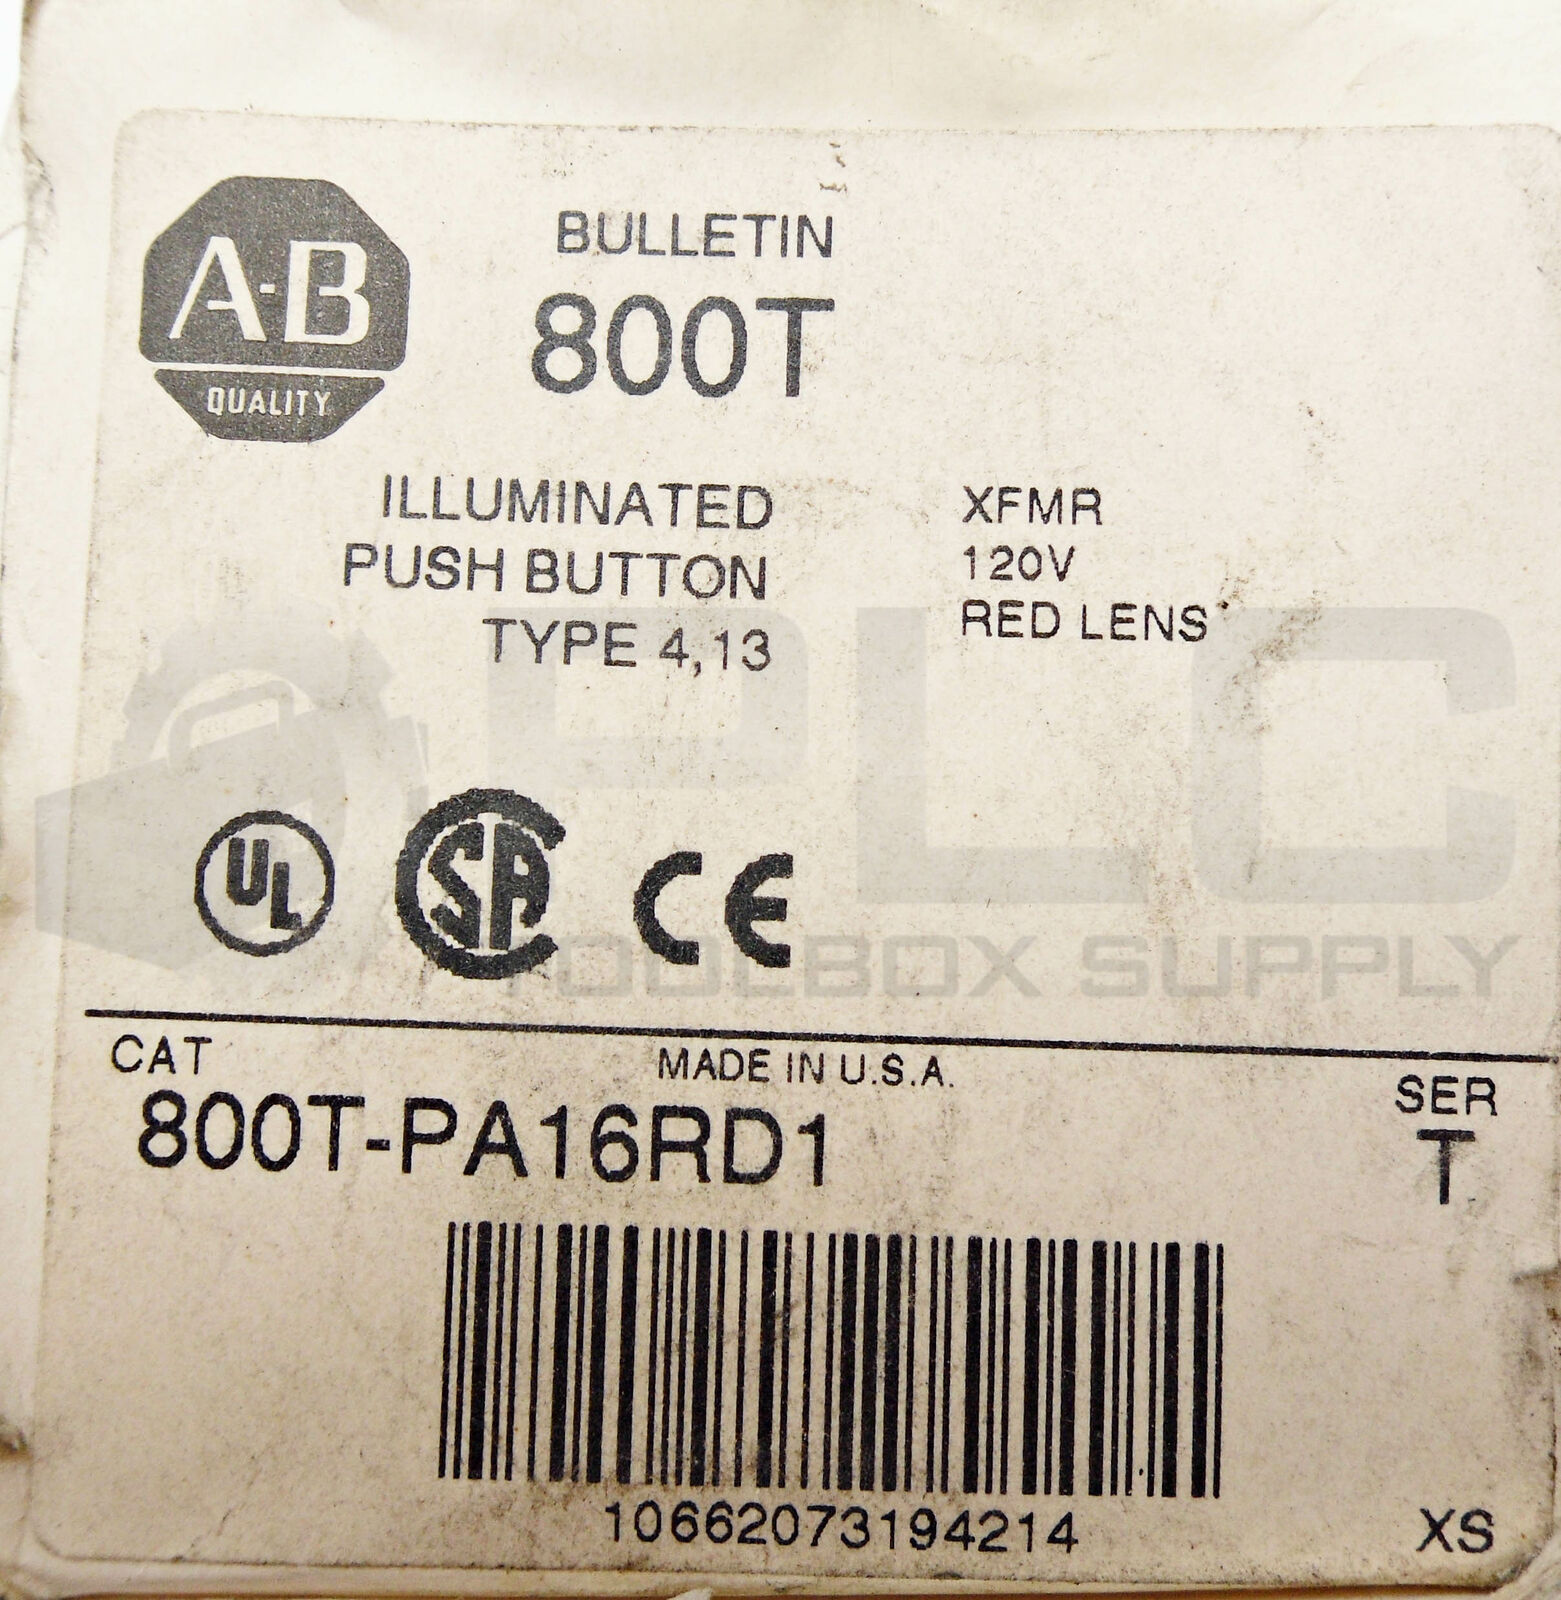 A-B
QUALITY
BULLETIN
800T
ILLUMINATED
PUSH BUTTON
TYPE 4,13
XFMR
120V
RED LENS
PLC
TOOLBOX SUPPLY
UL
CSA
CE
CAT
MADE IN U.S.A.
SER
800T-PA16RD1
T
10662073194214
XS